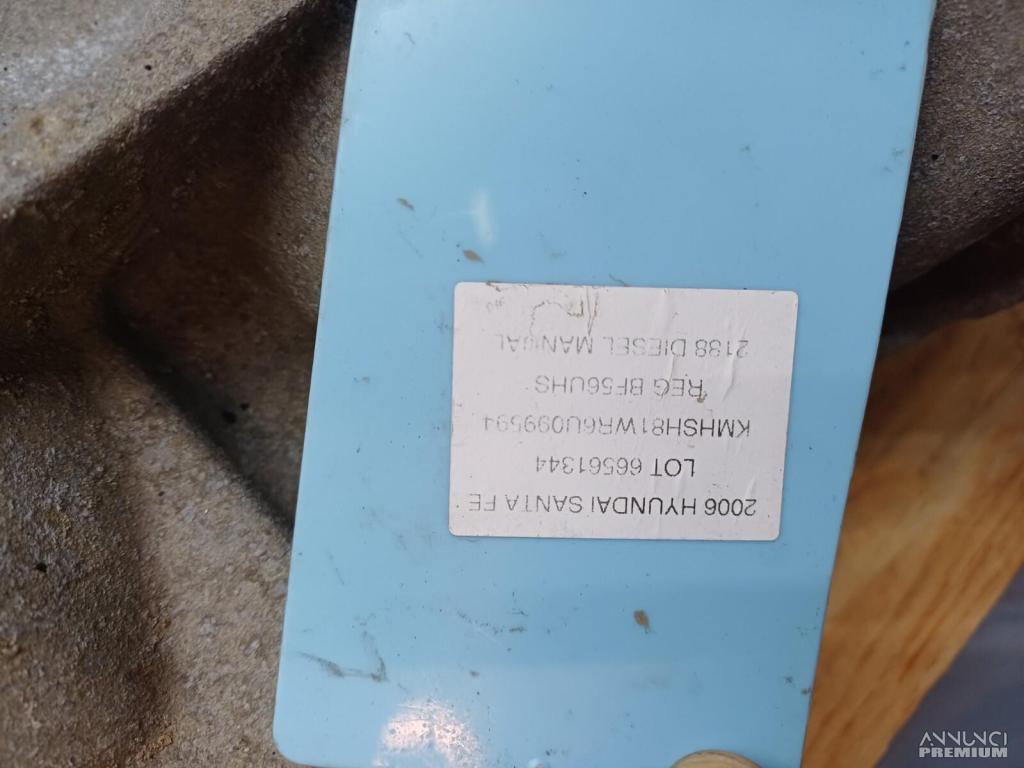 2006 HYUNDAI SANTA FE
LOT 66561344
KMHSH81WR6U099594
REG BF56UHS
2188 DIESEL MANUAL
ANNUNCI
PREMIUM